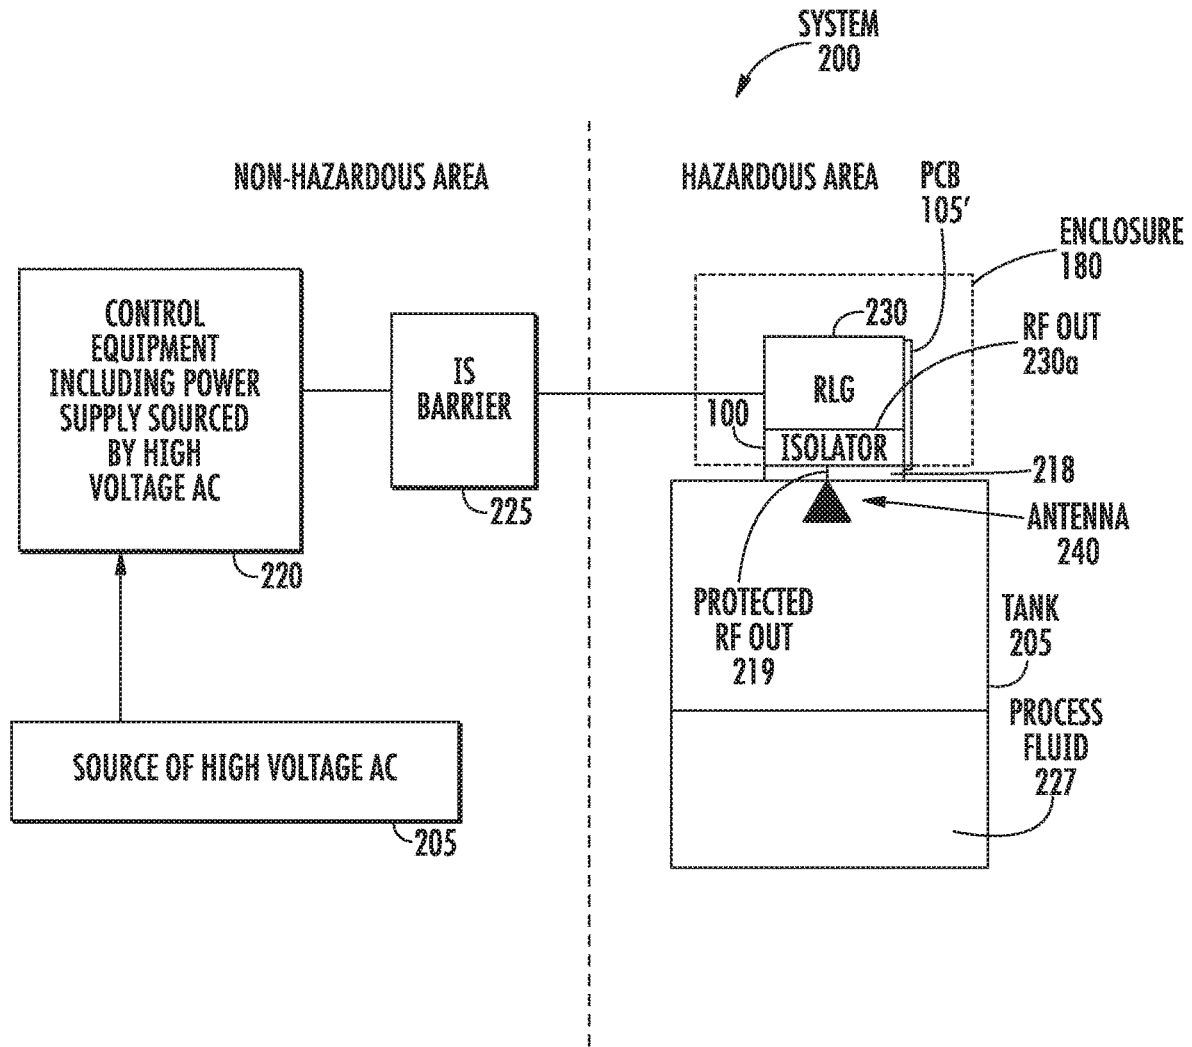 SYSTEM
200
NON-HAZARDOUS AREA
HAZARDOUS AREA
PCB
105'
ENCLOSURE
180
CONTROL
EQUIPMENT
INCLUDING POWER
SUPPLY SOURCED
BY HIGH
VOLTAGE AC
220
IS
BARRIER
225
230
RF OUT
230a
RLG
100
ISOLATOR
218
ANTENNA
240
PROTECTED
RF OUT
219
TANK
205
PROCESS
FLUID
227
SOURCE OF HIGH VOLTAGE AC
205